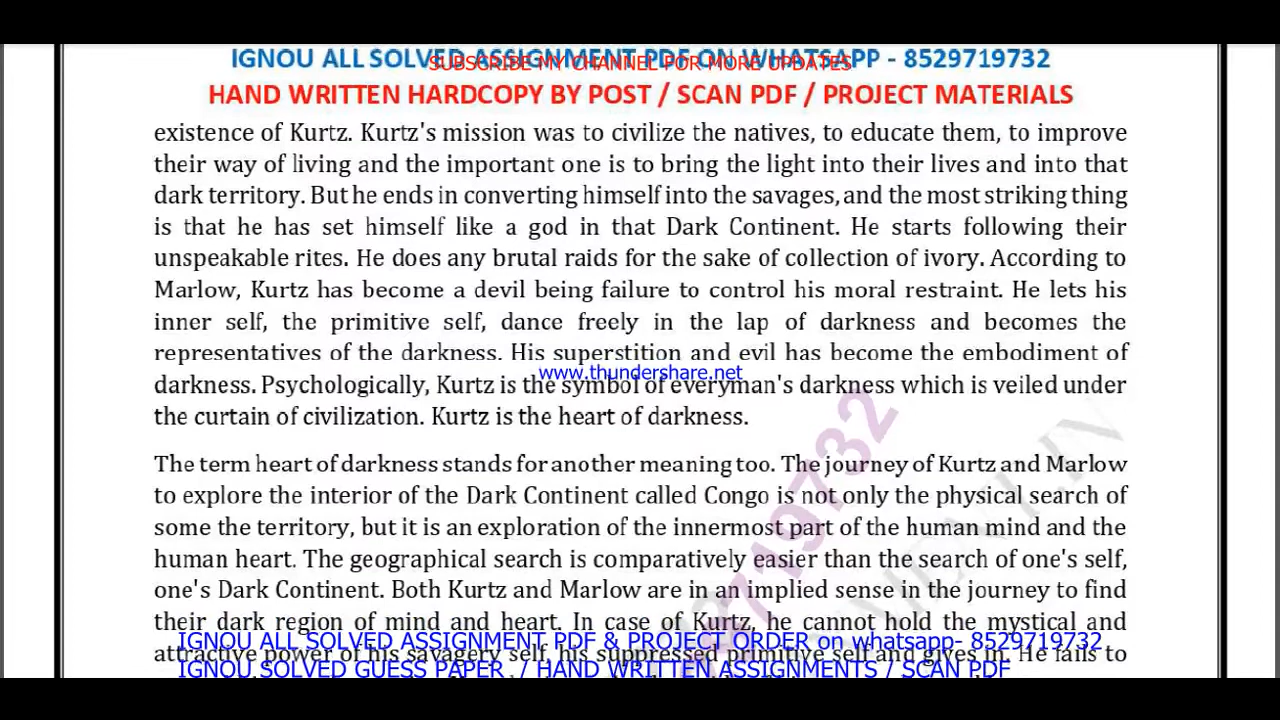 IGNOU ALL SOLVED ASSIGNMENT PDF ON WHATSAPP - 8529719732
SUBSCRIBE MY CHANNEL FOR MORE UPDATES
HAND WRITTEN HARDCOPY BY POST / SCAN PDF / PROJECT MATERIALS
existence of Kurtz. Kurtz's mission was to civilize the natives, to educate them, to improve
their way of living and the important one is to bring the light into their lives and into that
dark territory. But he ends in converting himself into the savages, and the most striking thing
is that he has set himself like a god in that Dark Continent. He starts following their
unspeakable rites. He does any brutal raids for the sake of collection of ivory. According to
Marlow, Kurtz has become a devil being failure to control his moral restraint. He lets his
inner self, the primitive self, dance freely in the lap of darkness and becomes the
representatives of the darkness. His superstition and evil has become the embodiment of
www.thundershare.net
darkness. Psychologically, Kurtz is the symbol of everyman's darkness which is veiled under
the curtain of civilization. Kurtz is the heart of darkness.
The term heart of darkness stands for another meaning too. The journey of Kurtz and Marlow
to explore the interior of the Dark Continent called Congo is not only the physical search of
some the territory, but it is an exploration of the innermost part of the human mind and the
human heart. The geographical search is comparatively easier than the search of one's self,
one's Dark Continent. Both Kurtz and Marlow are in an implied sense in the journey to find
their dark region of mind and heart. In case of Kurtz, he cannot hold the mystical and
IGNOU ALL SOLVED ASSIGNMENT PDF & PROJECT ORDER on whatsapp- 8529719732
attractive power of his savagery self, his suppressed primitive self and gives in. He fails to
IGNOU SOLVED GUESS PAPER / HAND WRITTEN ASSIGNMENTS / SCAN PDF